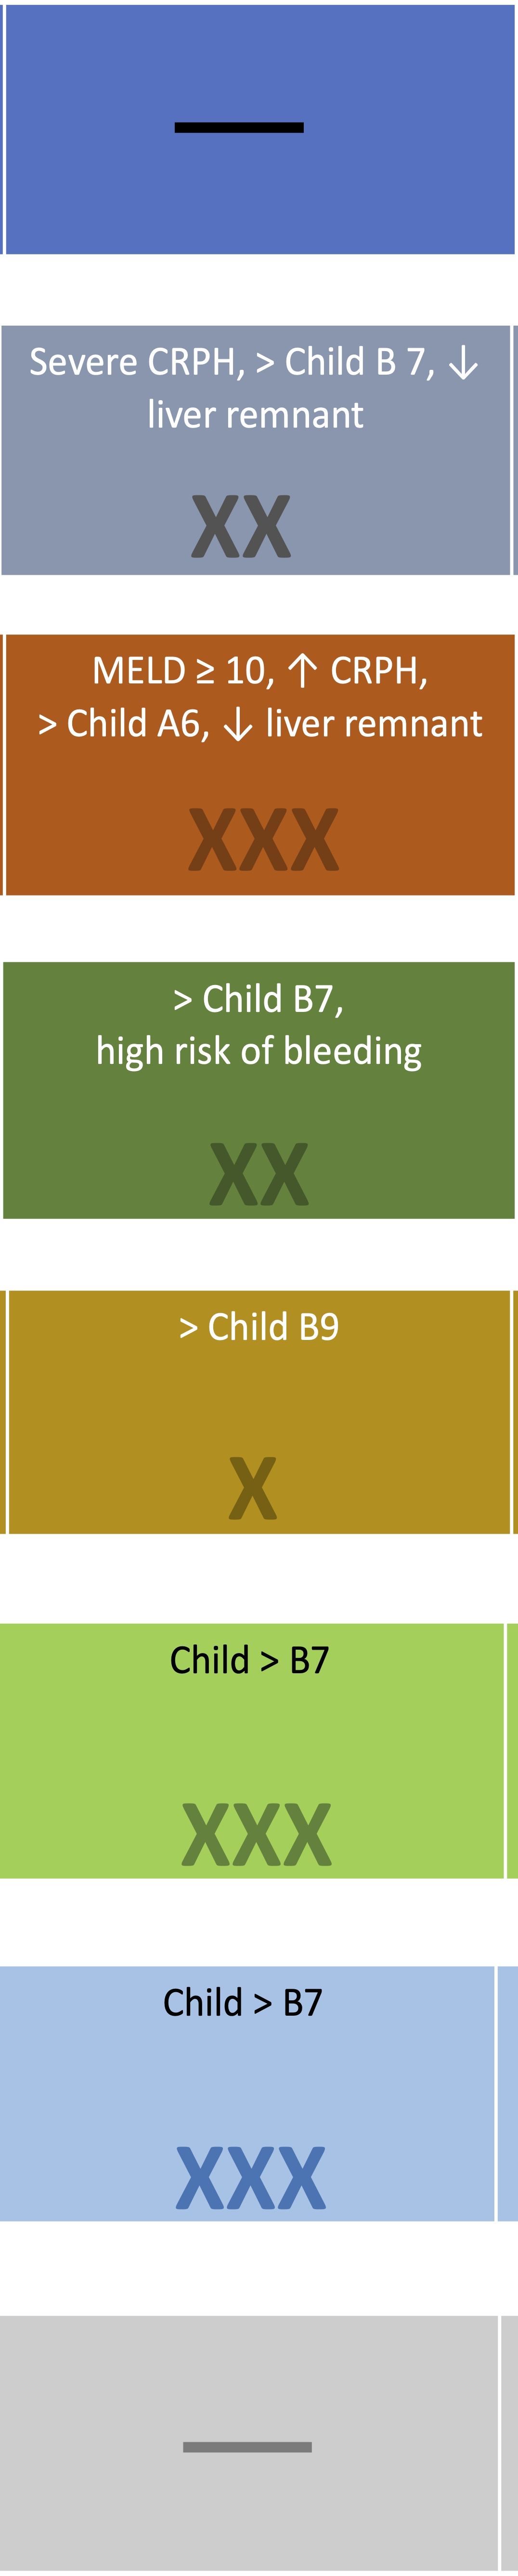 —
Severe CRPH, > Child B 7, ↓
liver remnant
XX
MELD ≥ 10, ↑ CRPH,
> Child A6, ↓ liver remnant
XXX
> Child B7,
high risk of bleeding
XX
> Child B9
X
Child > B7
XXX
Child > B7
XXX
—